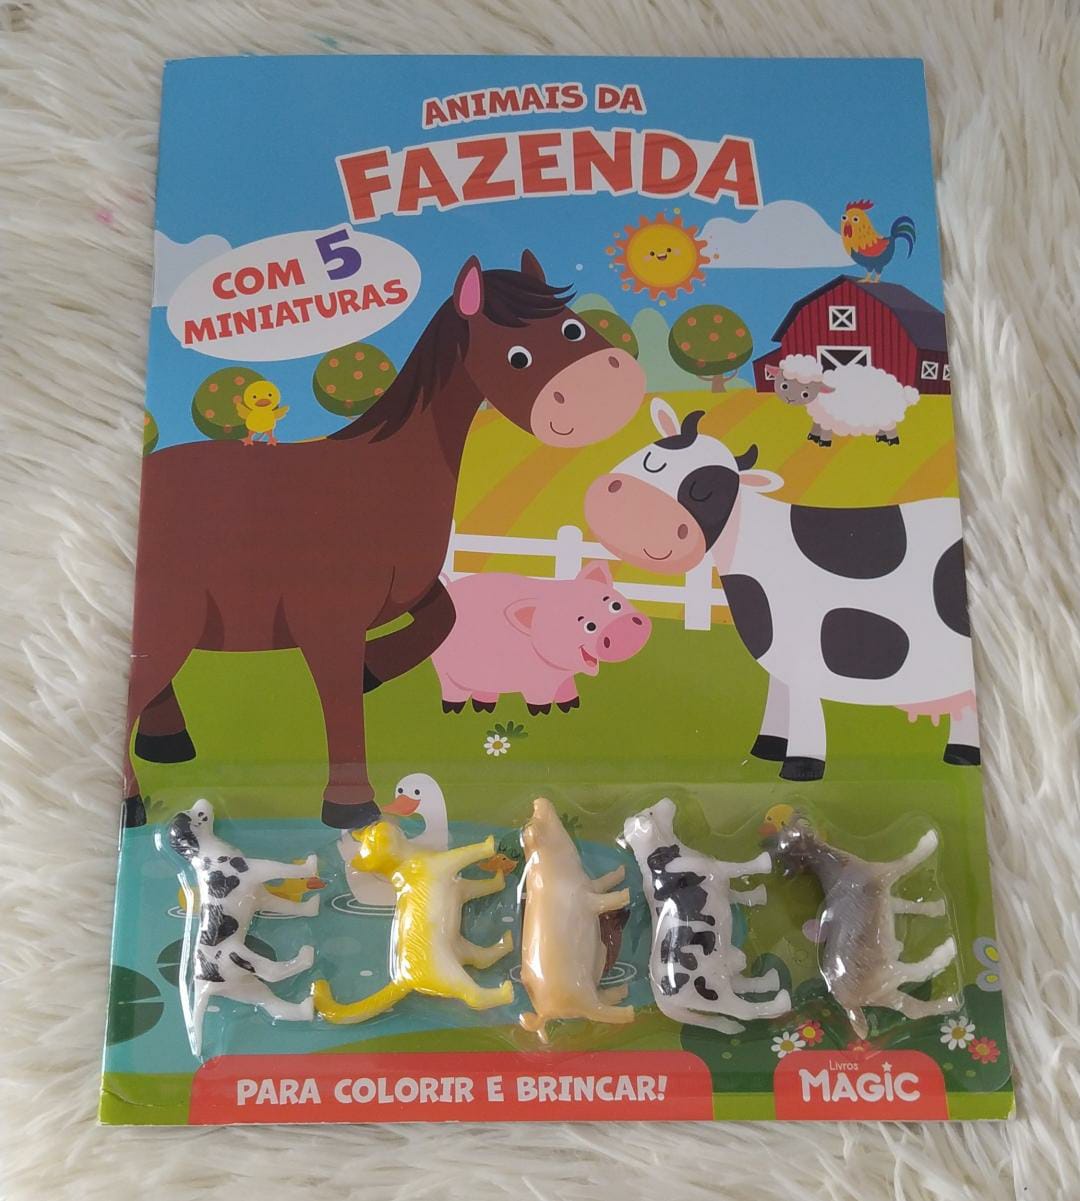 ANIMAIS DA
FAZENDA
COM 5
MINIATURAS
PARA COLORIR E BRINCAR!
Livros
MAGIC